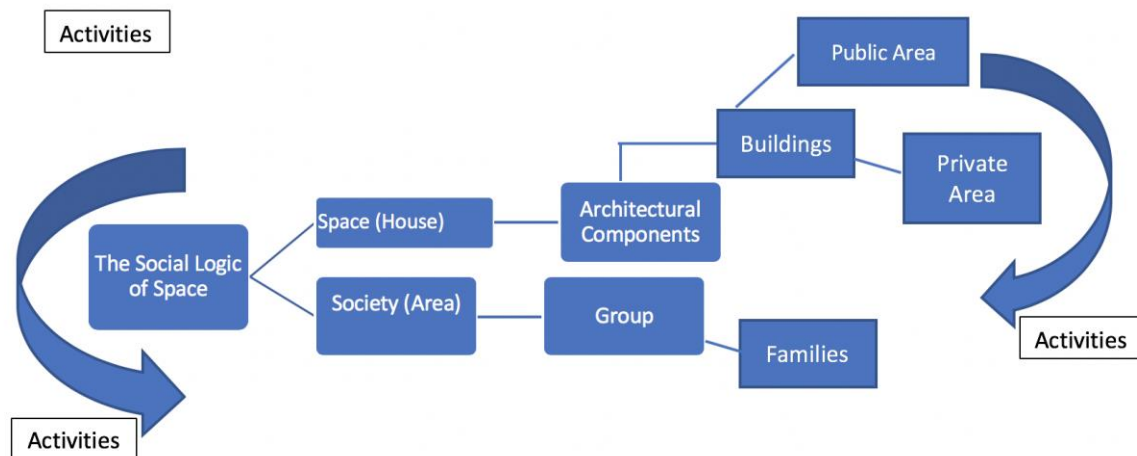 Activities
Public Area
Buildings
Private
Area
Architectural
Components
Space (House)
The Social Logic
of Space
Society (Area)
Group
Families
Activities
Activities